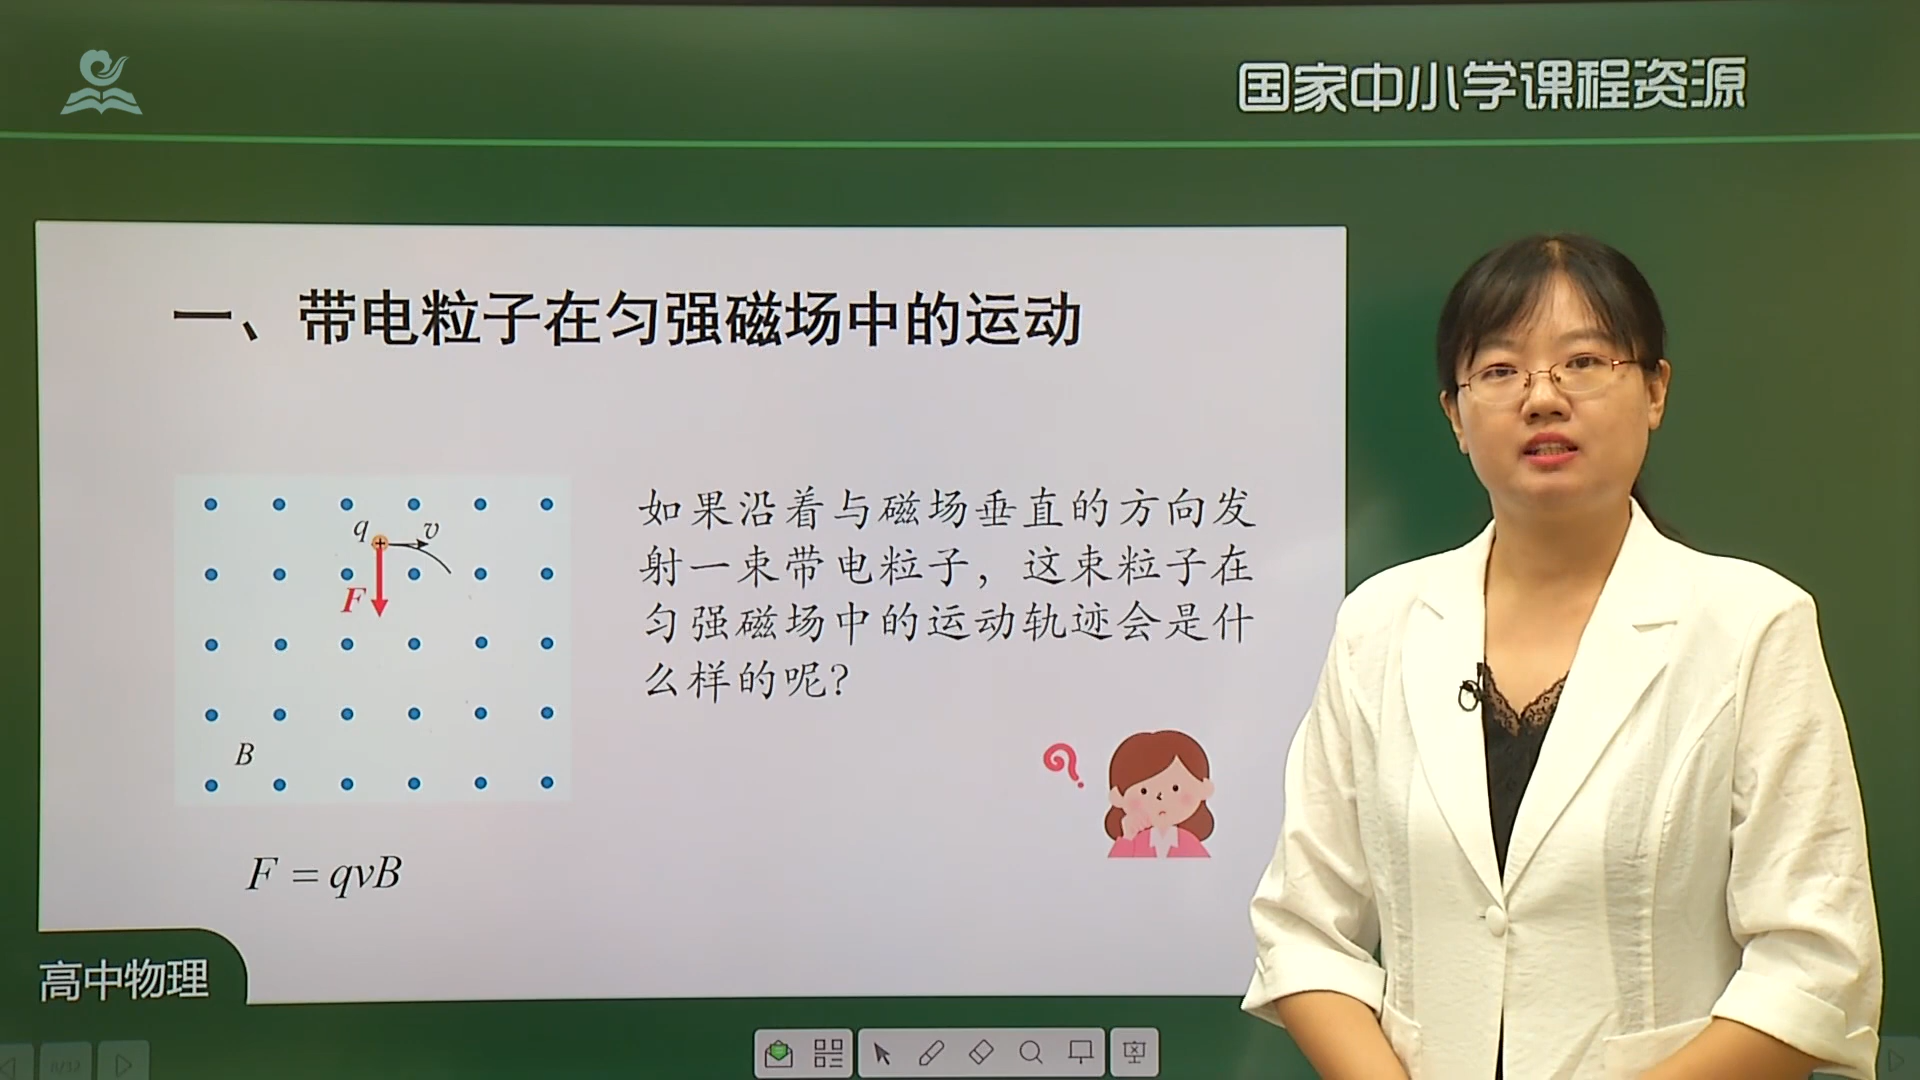 国家中小学课程资源
一、带电粒子在匀强磁场中的运动
q v
F
B
F = qvB
如果沿着与磁场垂直的方向发
射一束带电粒子，这束粒子在
匀强磁场中的运动轨迹会是什
么样的呢？
高中物理